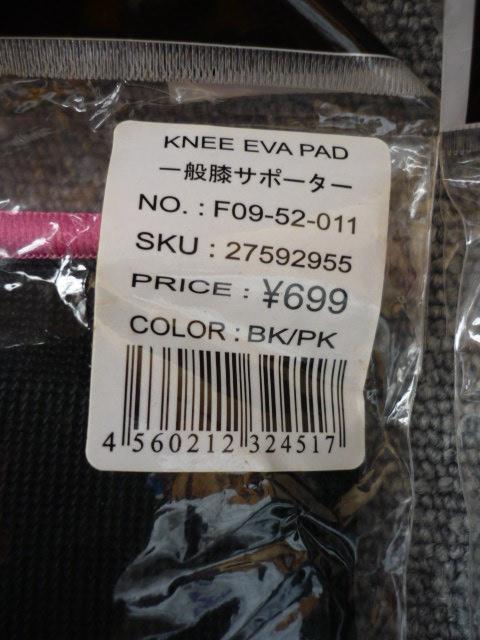 KNEE EVA PAD
一般膝サポーター
NO. : F09-52-011
SKU : 27592955
PRICE : ¥699
COLOR : BK/PK
4 560212 324517